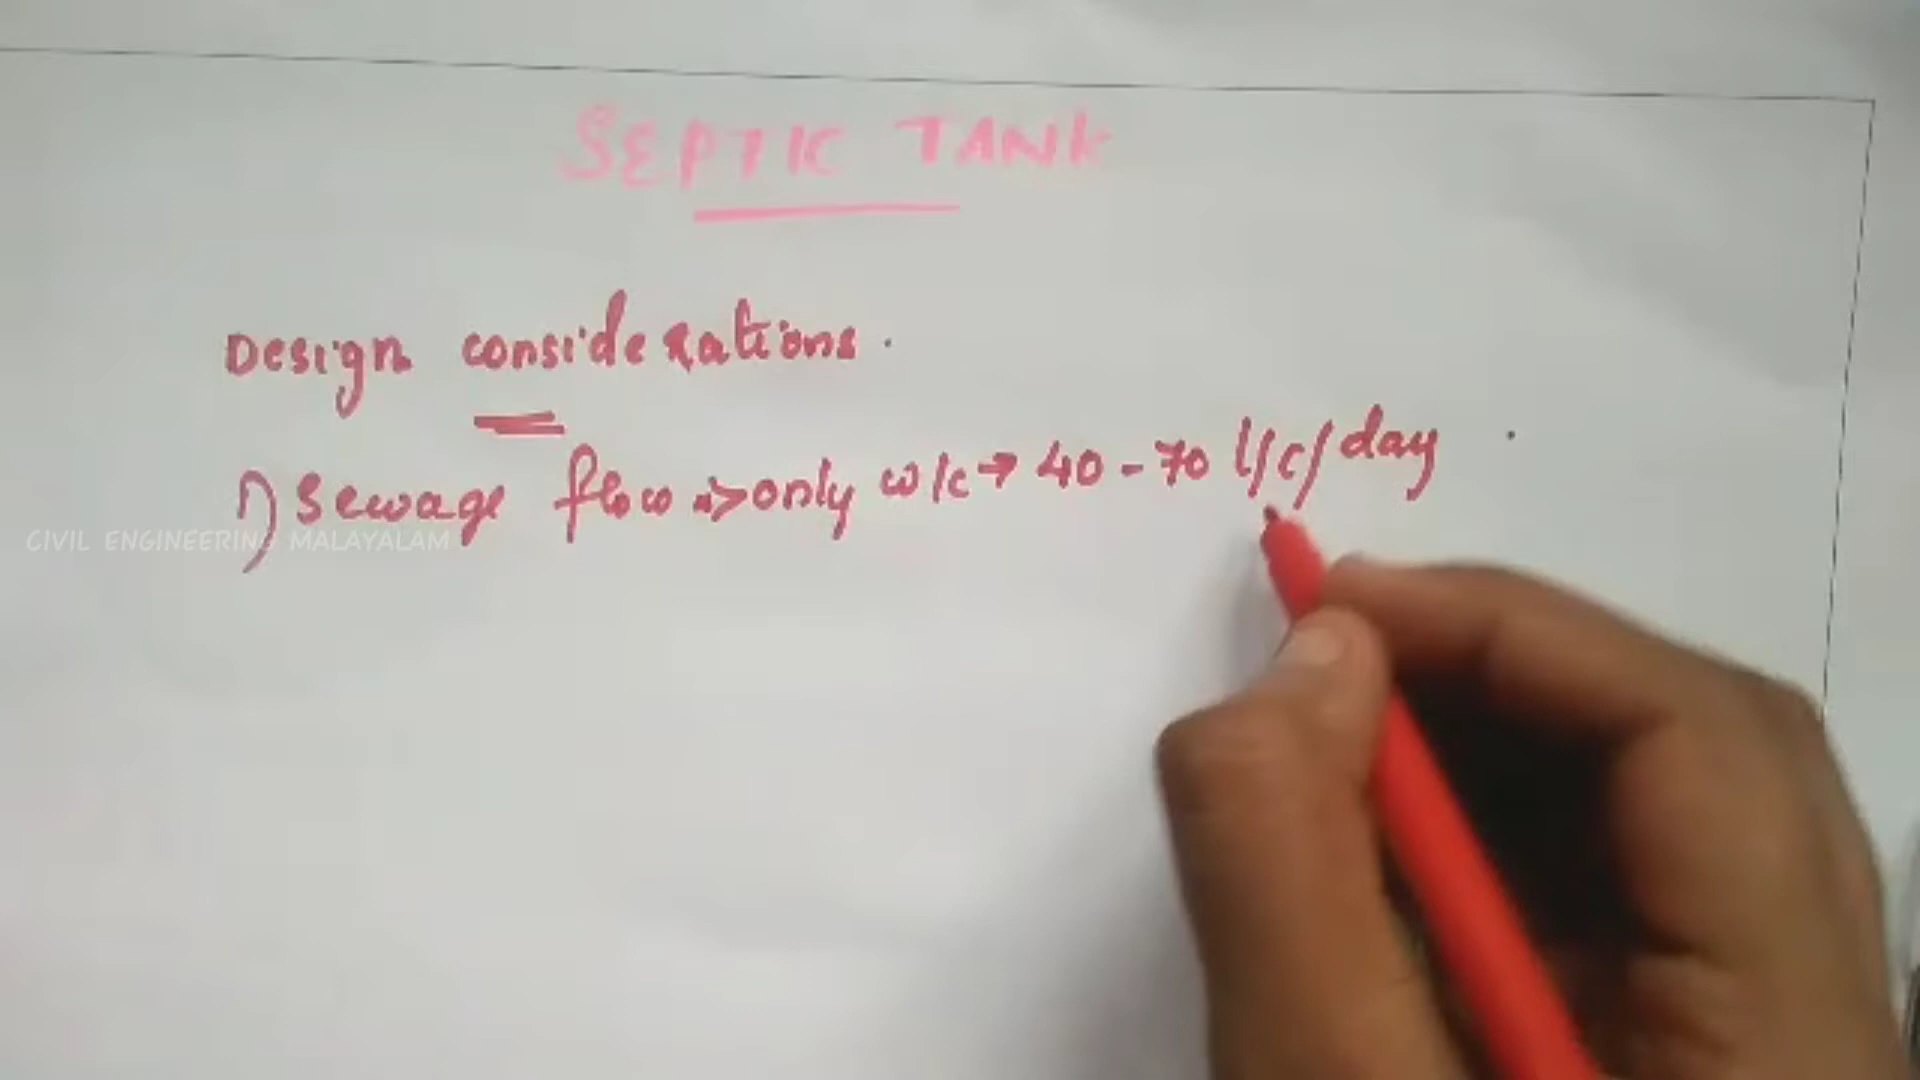 SEPTIC TANK
Design considerations.
1) Sewage flow => only w/c → 40 - 70 l/c/day
CIVIL ENGINEERING MALAYALAM